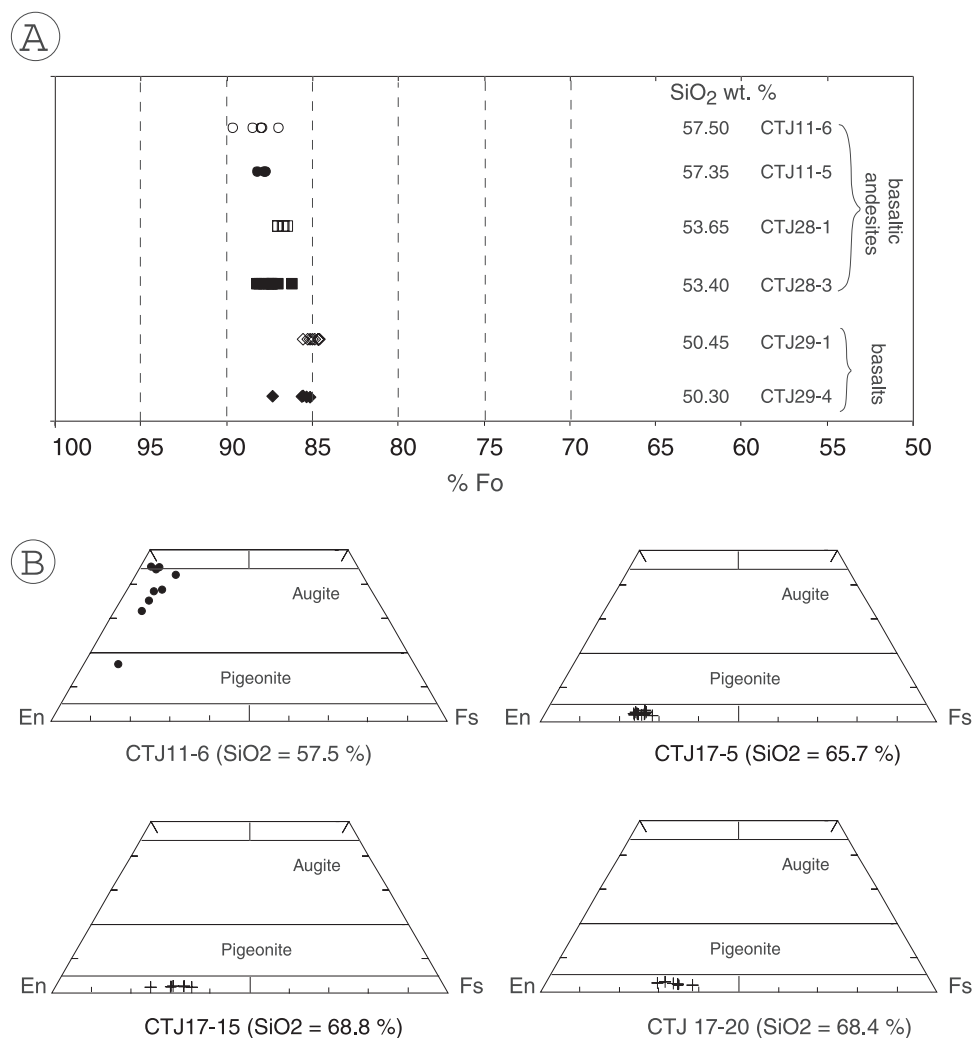 A
SiO2 wt. %
57.50 CTJ11-6
57.35 CTJ11-5
53.65 CTJ28-1
53.40 CTJ28-3
50.45 CTJ29-1
50.30 CTJ29-4
basaltic
andesites
basalts
100 95 90 85 80 75 70 65 60 55 50
% Fo
B
Augite
Pigeonite
En Fs
CTJ11-6 (SiO2 = 57.5 %)
Augite
Pigeonite
En Fs
CTJ17-5 (SiO2 = 65.7 %)
Augite
Pigeonite
En Fs
CTJ17-15 (SiO2 = 68.8 %)
Augite
Pigeonite
En Fs
CTJ 17-20 (SiO2 = 68.4 %)